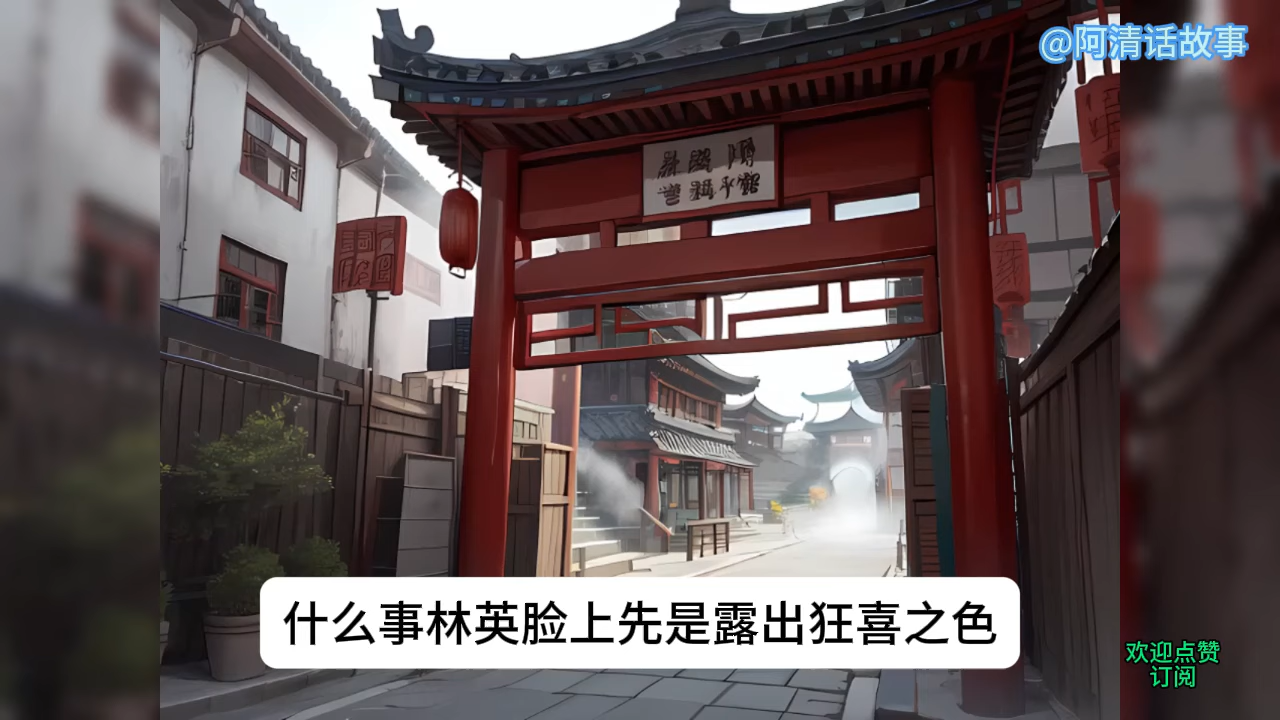 @阿清话故事
什么事林英脸上先是露出狂喜之色
欢迎点赞
订阅